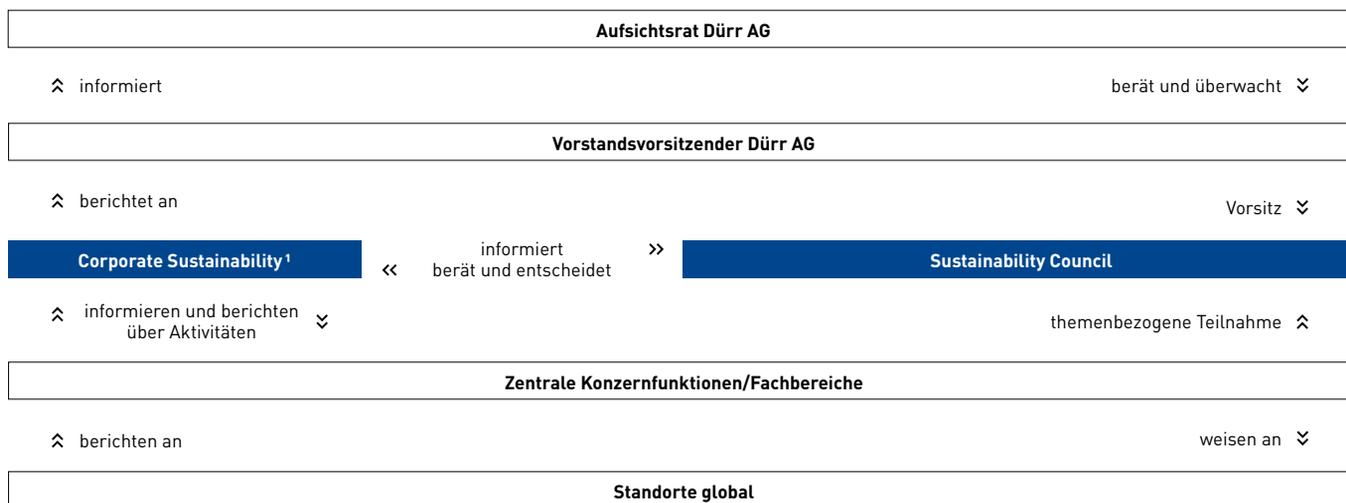 Aufsichtsrat Dürr AG
informiert
berät und überwacht
Vorstandsvorsitzender Dürr AG
berichtet an
Vorsitz
Corporate Sustainability¹
informiert
berät und entscheidet
Sustainability Council
informieren und berichten
über Aktivitäten
themenbezogene Teilnahme
Zentrale Konzernfunktionen/Fachbereiche
berichten an
weisen an
Standorte global